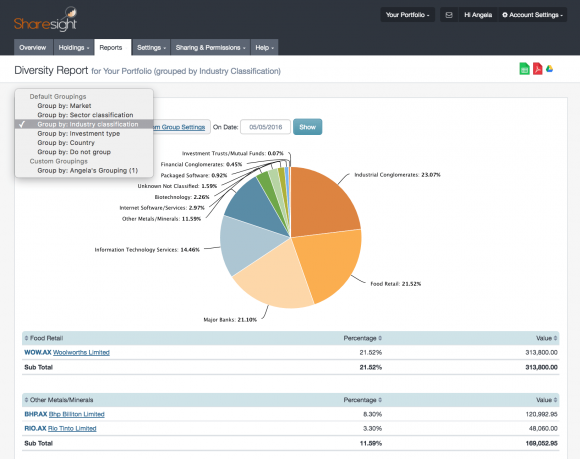 Sharesight
Your Portfolio
Hi Angela
Account Settings
Overview
Holdings
Reports
Settings
Sharing & Permissions
Help
Diversity Report for Your Portfolio (grouped by Industry Classification)
Default Groupings
Group by: Market
Group by: Sector classification
✓ Group by: Industry classification
Group by: Investment type
Group by: Country
Group by: Do not group
Custom Groupings
Group by: Angela's Grouping (1)
om Group Settings
On Date: 05/05/2016 Show
Investment Trusts/Mutual Funds: 0.07%
Financial Conglomerates: 0.45%
Packaged Software: 0.92%
Unknown Not Classified: 1.59%
Biotechnology: 2.26%
Internet Software/Services: 2.97%
Other Metals/Minerals: 11.59%
Information Technology Services: 14.46%
Major Banks: 21.10%
Food Retail: 21.52%
Industrial Conglomerates: 23.07%
Food Retail Percentage Value
WOW.AX Woolworths Limited 21.52% 313,800.00
Sub Total 21.52% 313,800.00
Other Metals/Minerals Percentage Value
BHP.AX Bhp Billiton Limited 8.30% 120,992.95
RIO.AX Rio Tinto Limited 3.30% 48,060.00
Sub Total 11.59% 169,052.95